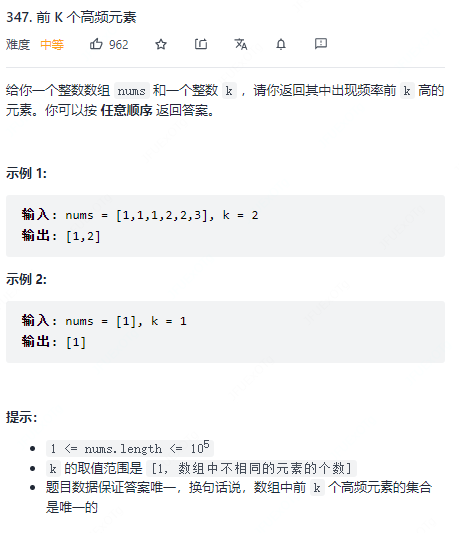 347. 前 K 个高频元素
难度 中等 962
给你一个整数数组 nums 和一个整数 k ，请你返回其中出现频率前 k 高的
元素。你可以按 任意顺序 返回答案。
示例 1:
输入: nums = [1,1,1,2,2,3], k = 2
输出: [1,2]
示例 2:
输入: nums = [1], k = 1
输出: [1]
提示：
1 <= nums.length <= 10⁵
k 的取值范围是 [1, 数组中不相同的元素的个数]
题目数据保证答案唯一，换句话说，数组中前 k 个高频元素的集合
是唯一的